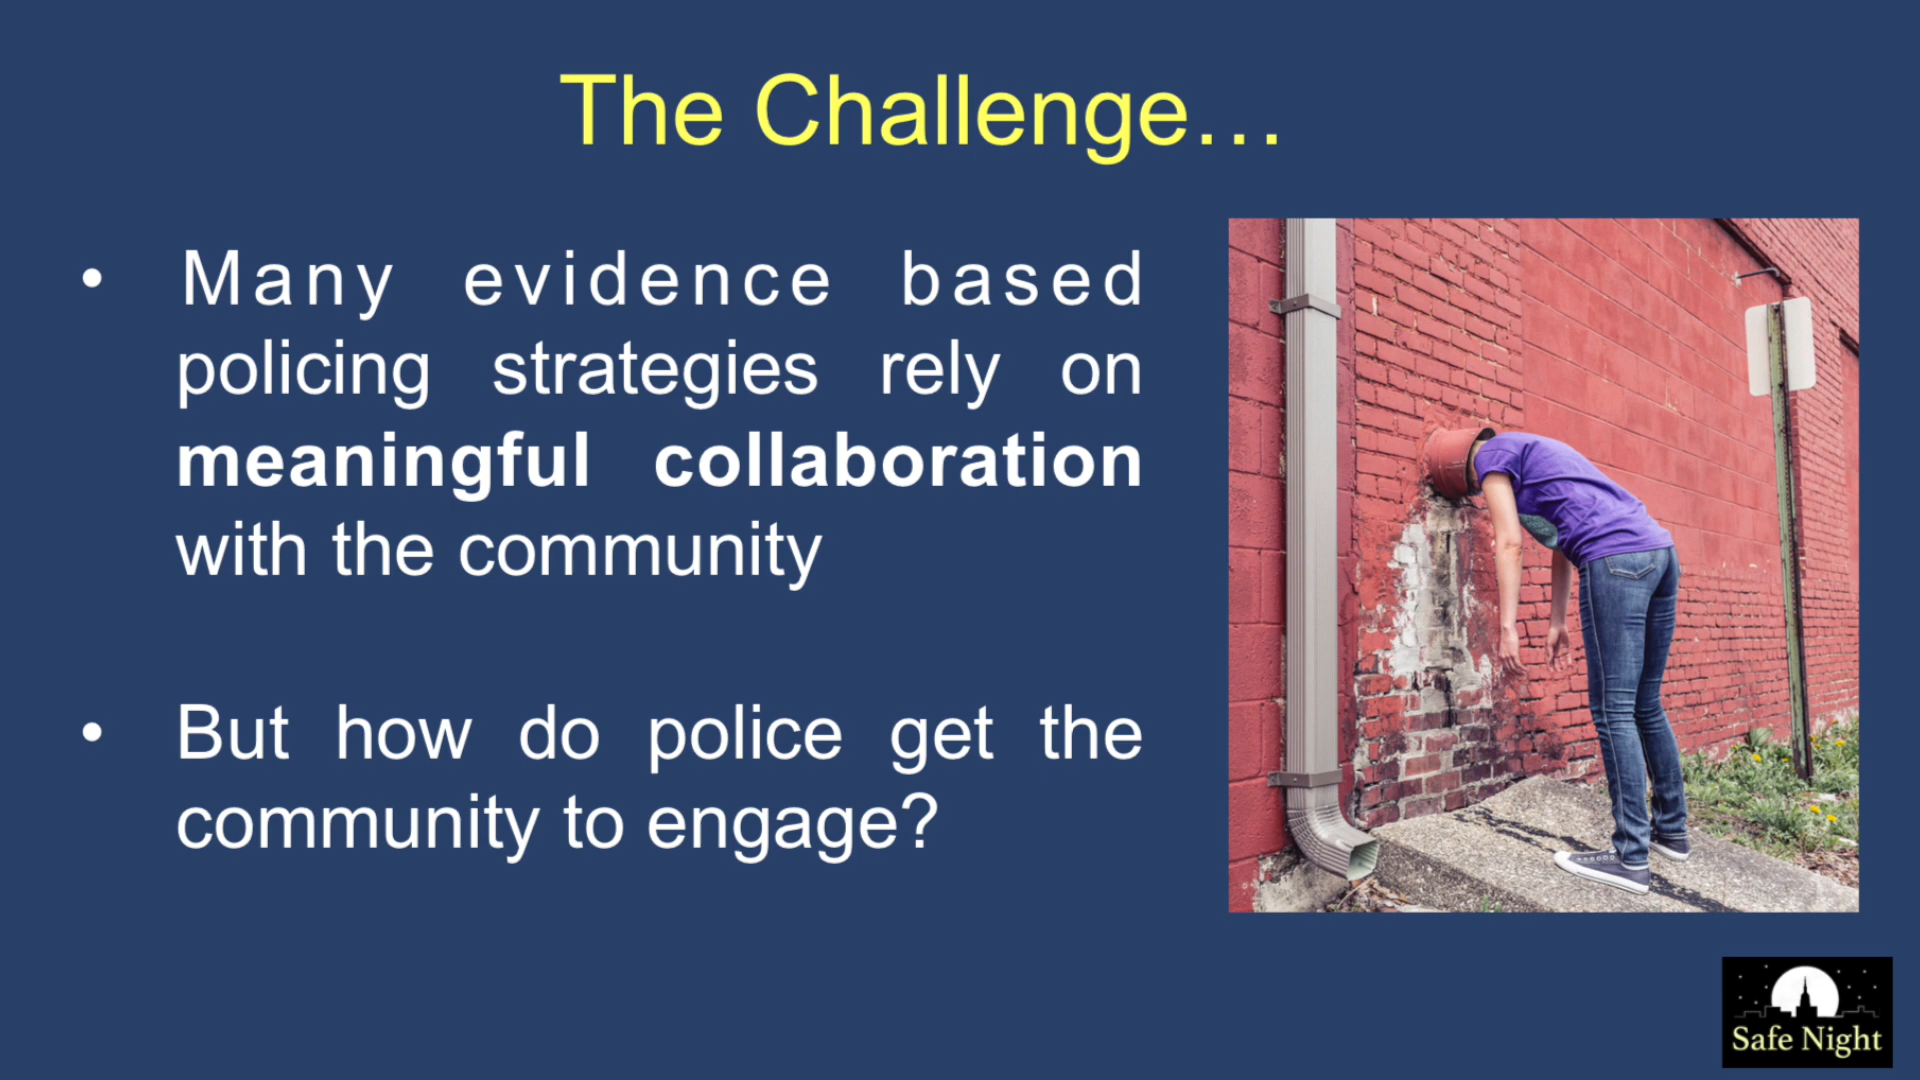 The Challenge…
• Many evidence based
policing strategies rely on
meaningful collaboration
with the community
• But how do police get the
community to engage?
Safe Night